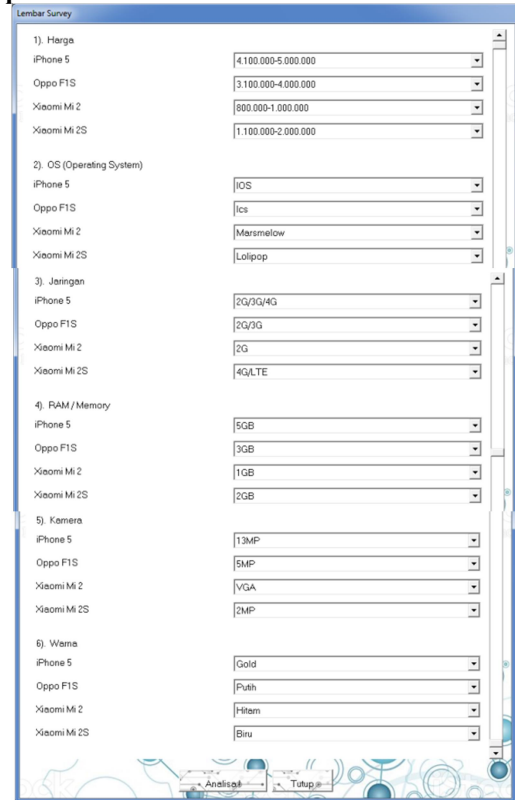 Lembar Survey
1). Harga
iPhone 5 4.100.000-5.000.000
Oppo F1S 3.100.000-4.000.000
Xiaomi Mi 2 800.000-1.000.000
Xiaomi Mi 2S 1.100.000-2.000.000
2). OS (Operating System)
iPhone 5 IOS
Oppo F1S Ics
Xiaomi Mi 2 Marsmelow
Xiaomi Mi 2S Lolipop
3). Jaringan
iPhone 5 2G/3G/4G
Oppo F1S 2G/3G
Xiaomi Mi 2 2G
Xiaomi Mi 2S 4G/LTE
4). RAM / Memory
iPhone 5 5GB
Oppo F1S 3GB
Xiaomi Mi 2 1GB
Xiaomi Mi 2S 2GB
5). Kamera
iPhone 5 13MP
Oppo F1S 5MP
Xiaomi Mi 2 VGA
Xiaomi Mi 2S 2MP
6). Warna
iPhone 5 Gold
Oppo F1S Putih
Xiaomi Mi 2 Hitam
Xiaomi Mi 2S Biru
Analisa Tutup